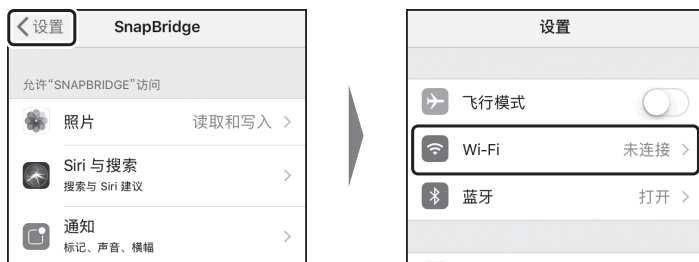 设置
SnapBridge
允许“SNAPBRIDGE”访问
照片
读取和写入
Siri 与搜索
搜索与 Siri 建议
通知
标记、声音、横幅
设置
飞行模式
Wi-Fi
未连接
蓝牙
打开